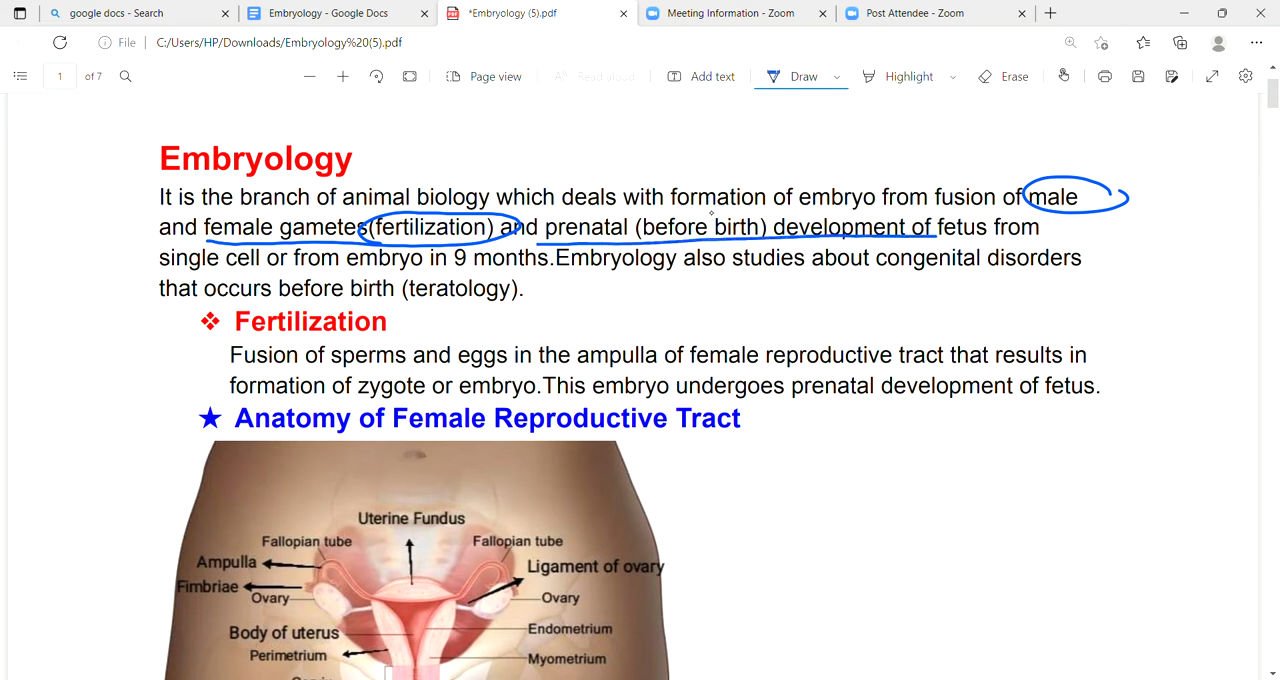 google docs - Search
Embryology - Google Docs
*Embryology (5).pdf
Meeting Information - Zoom
Post Attendee - Zoom
File
C:/Users/HP/Downloads/Embryology%20(5).pdf
1 of 7
Page view
Read aloud
Add text
Draw
Highlight
Erase
Embryology
It is the branch of animal biology which deals with formation of embryo from fusion of male
and female gametes(fertilization) and prenatal (before birth) development of fetus from
single cell or from embryo in 9 months.Embryology also studies about congenital disorders
that occurs before birth (teratology).
❖ Fertilization
Fusion of sperms and eggs in the ampulla of female reproductive tract that results in
formation of zygote or embryo.This embryo undergoes prenatal development of fetus.
★ Anatomy of Female Reproductive Tract
Uterine Fundus
Fallopian tube
Fallopian tube
Ampulla
Ligament of ovary
Fimbriae
Ovary
Ovary
Body of uterus
Endometrium
Perimetrium
Myometrium